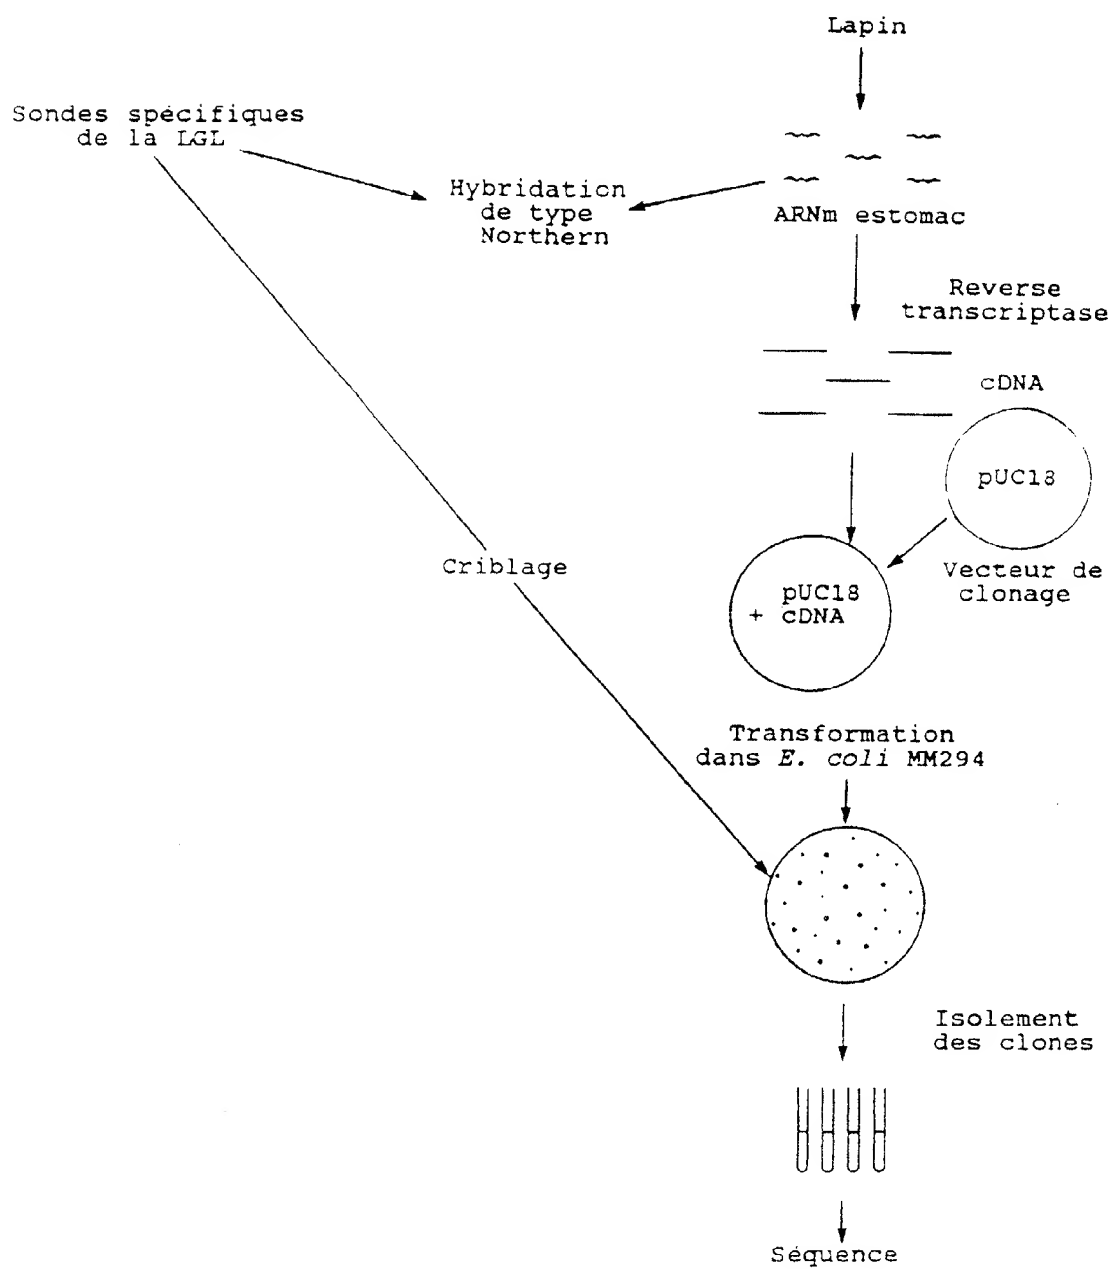 Lapin
Sondes spécifiques
de la LGL
Hybridation
de type
Northern
ARNm estomac
Reverse
transcriptase
cDNA
pUC18
Vecteur de
clonage
Criblage
pUC18
+ cDNA
Transformation
dans E. coli MM294
Isolement
des clones
Séquence